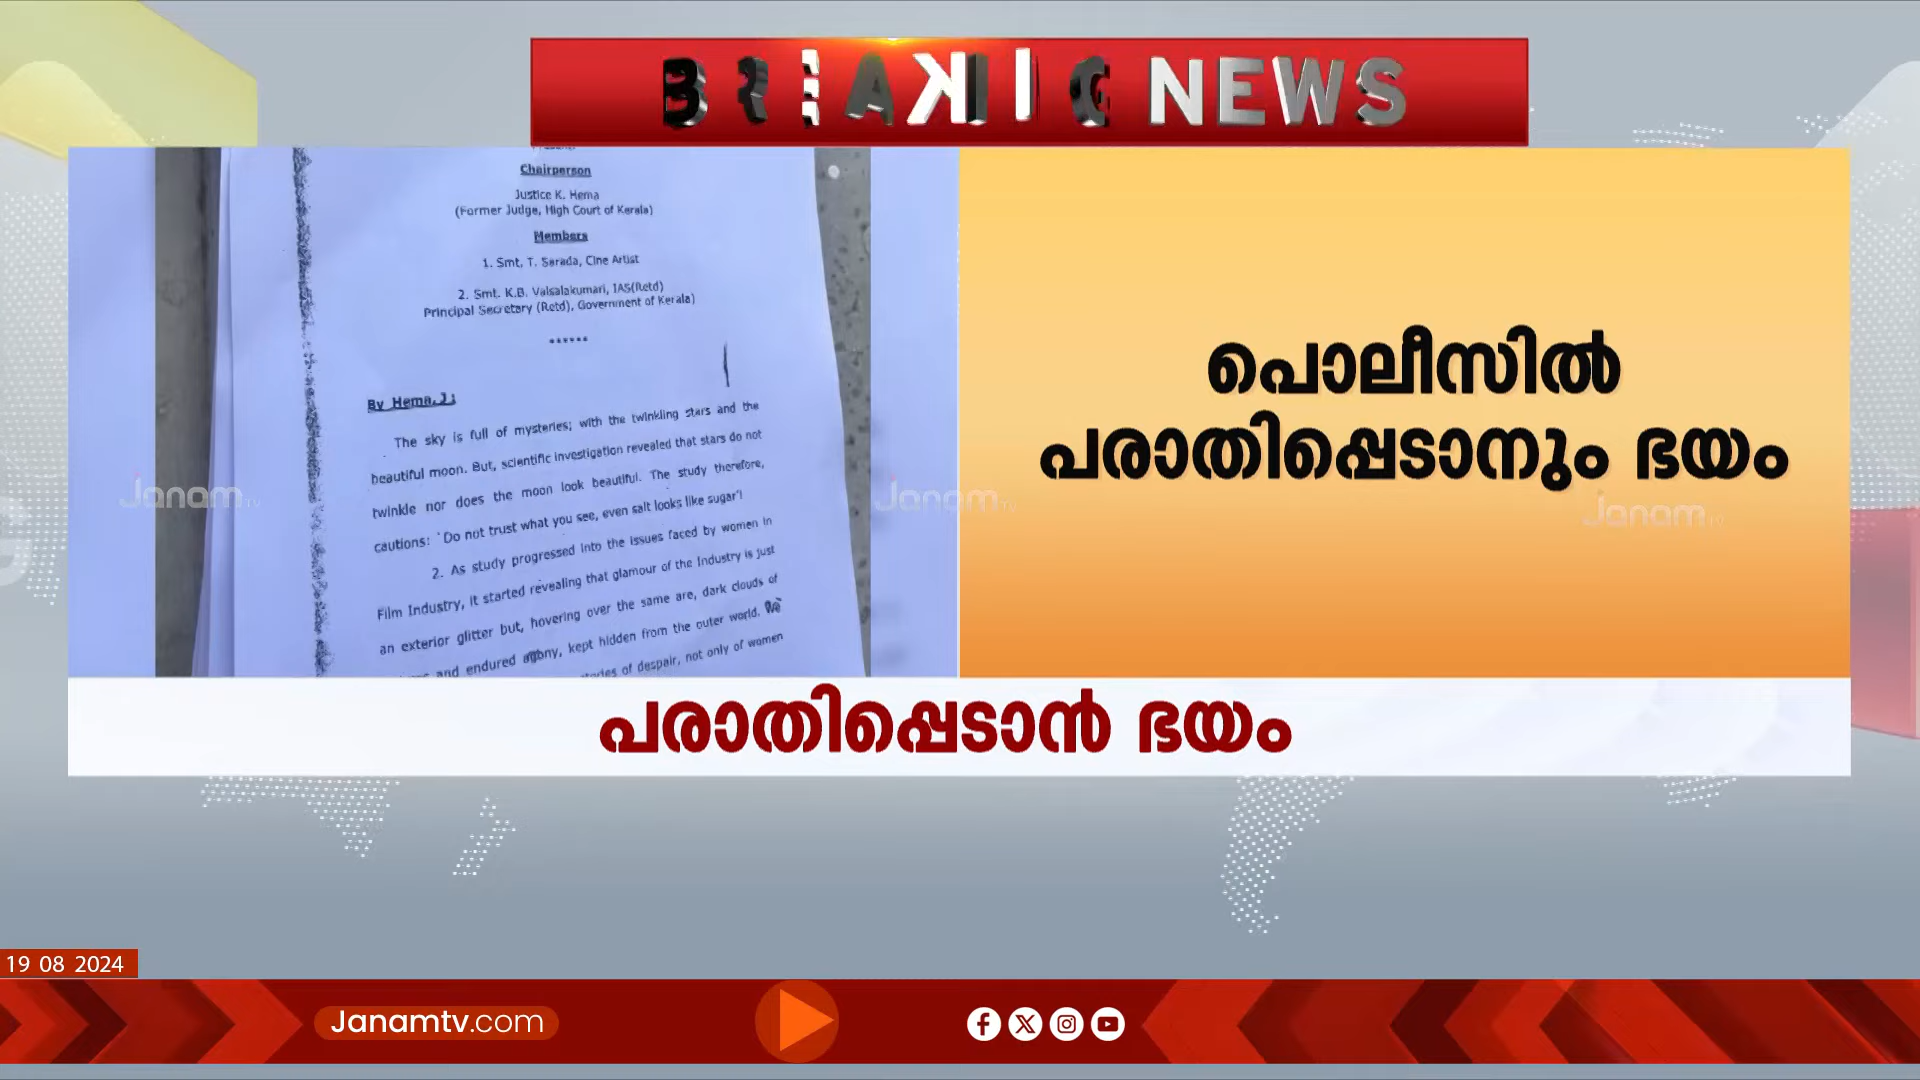 BREAKING NEWS
Chairperson
Justice K. Hema
(Former Judge, High Court of Kerala)
Members
1. Smt. T. Sarada, Cine Artist
2. Smt. K.B. Valsalakumari, IAS(Retd)
Principal Secretary (Retd), Government of Kerala)
******
By Hema, J:
The sky is full of mysteries; with the twinkling stars and the
beautiful moon. But, scientific investigation revealed that stars do not
twinkle nor does the moon look beautiful. The study therefore,
cautions: 'Do not trust what you see, even salt looks like sugar'!
2. As study progressed into the issues faced by women in
Film Industry, it started revealing that glamour of the Industry is just
an exterior glitter but, hovering over the same are, dark clouds of
and endured agony, kept hidden from the outer world.
of despair, not only of women
പൊലീസിൽ
പരാതിപ്പെടാനും ഭയം
Janam TV
Janam TV
Janam
പരാതിപ്പെടാൻ ഭയം
19 08 2024
Janamtv.com